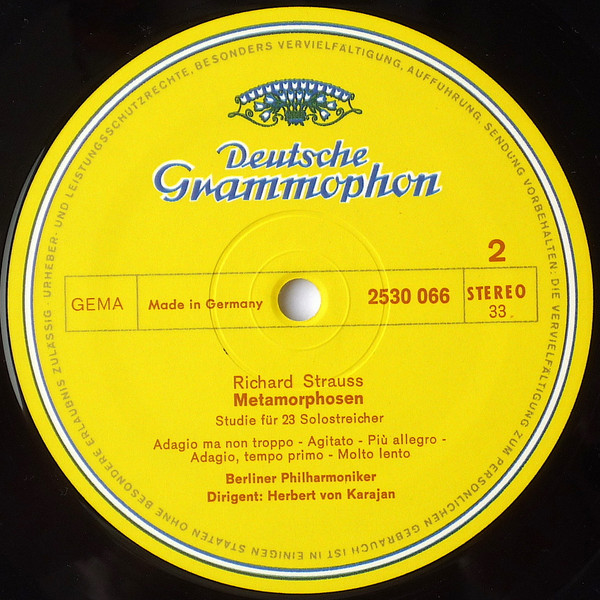 URHEBER- UND LEISTUNGSSCHUTZRECHTE, BESONDERS VERVIELFÄLTIGUNG, AUFFÜHRUNG, SENDUNG VORBEHALTEN: DIE VERVIELFÄLTIGUNG ZUM PERSÖNLICHEN GEBRAUCH IST IN EINIGEN STAATEN OHNE BESONDERE ERLAUBNIS ZULÄSSIG ·
Deutsche
Grammophon
2
GEMA
Made in Germany
2530 066
STEREO
33
Richard Strauss
Metamorphosen
Studie für 23 Solostreicher
Adagio ma non troppo - Agitato - Più allegro -
Adagio, tempo primo - Molto lento
Berliner Philharmoniker
Dirigent: Herbert von Karajan